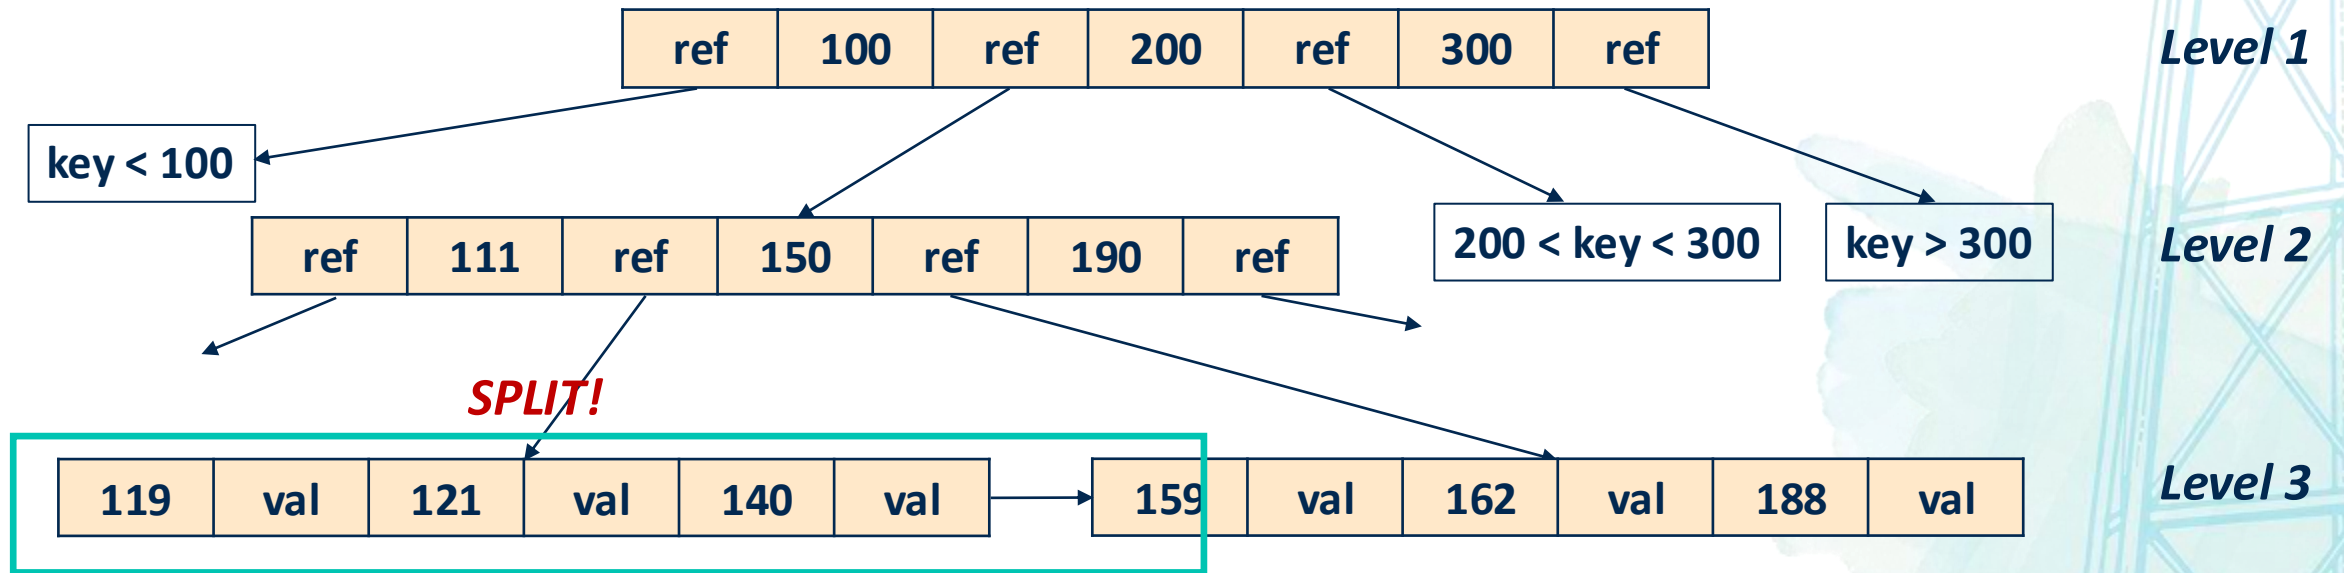 ref 100 ref 200 ref 300 ref
Level 1
key < 100
ref 111 ref 150 ref 190 ref
200 < key < 300
key > 300
Level 2
SPLIT!
119 val 121 val 140 val
159 val 162 val 188 val
Level 3